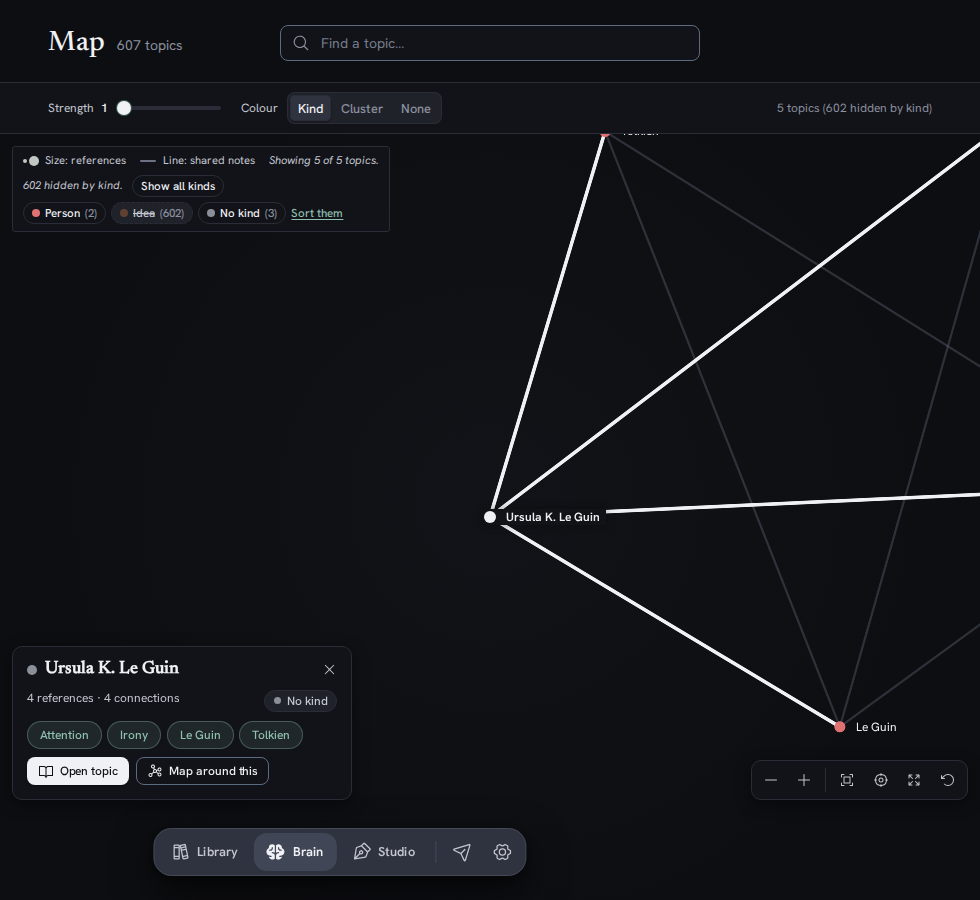 Map 607 topics
Find a topic...
Strength 1 Colour Kind Cluster None 5 topics (602 hidden by kind)
Size: references Line: shared notes Showing 5 of 5 topics.
602 hidden by kind. Show all kinds
Person (2) Idea (602) No kind (3) Sort them
Ursula K. Le Guin
Ursula K. Le Guin
4 references · 4 connections No kind
Attention Irony Le Guin Tolkien
Le Guin
Open topic Map around this
Library Brain Studio